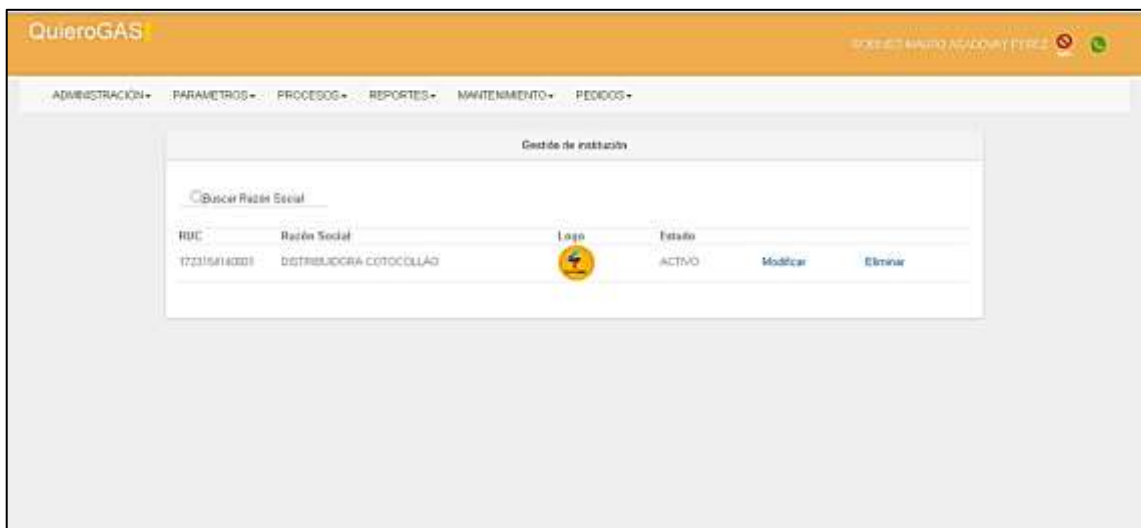 QuieroGAS!
ADMINISTRACIÓN PARAMETROS PROCESOS REPORTES MANTENIMIENTO PEDIDOS
Gestión de institución
Buscar Razón Social
RUC Razón Social Logo Estado
DISTRIBUIDORA COTOCOLLAO ACTIVO Modificar Eliminar